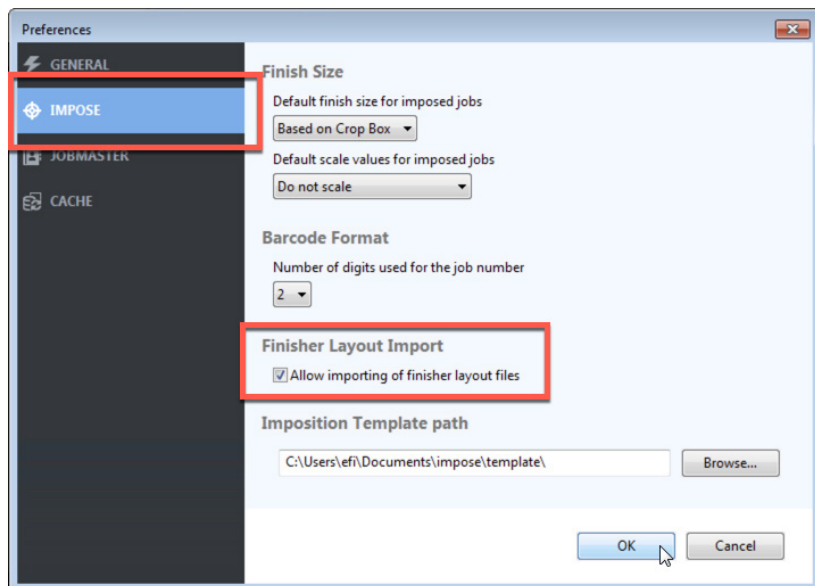 Preferences
GENERAL
IMPOSE
JOBMASTER
CACHE
Finish Size
Default finish size for imposed jobs
Based on Crop Box
Default scale values for imposed jobs
Do not scale
Barcode Format
Number of digits used for the job number
2
Finisher Layout Import
Allow importing of finisher layout files
Imposition Template path
C:\Users\efi\Documents\impose\template\
Browse...
OK
Cancel